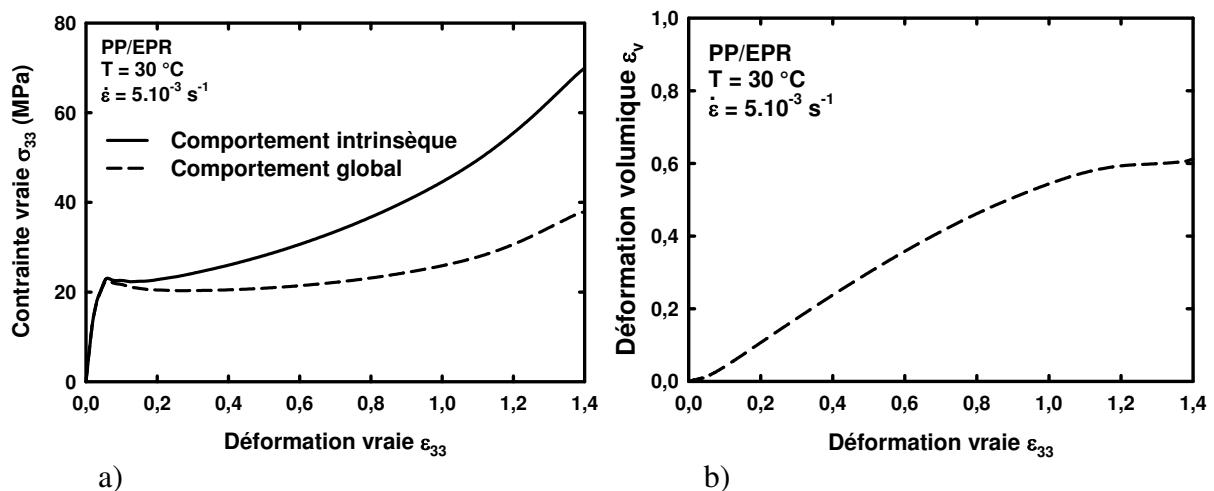 80
60
40
20
0
Contrainte vraie σ33 (MPa)
PP/EPR
T = 30 °C
ε̇ = 5.10-3 s-1
Comportement intrinsèque
Comportement global
0,0 0,2 0,4 0,6 0,8 1,0 1,2 1,4
Déformation vraie ε33
a)
1,0
0,8
0,6
0,4
0,2
0,0
Déformation volumique εv
PP/EPR
T = 30 °C
ε̇ = 5.10-3 s-1
0,0 0,2 0,4 0,6 0,8 1,0 1,2 1,4
Déformation vraie ε33
b)